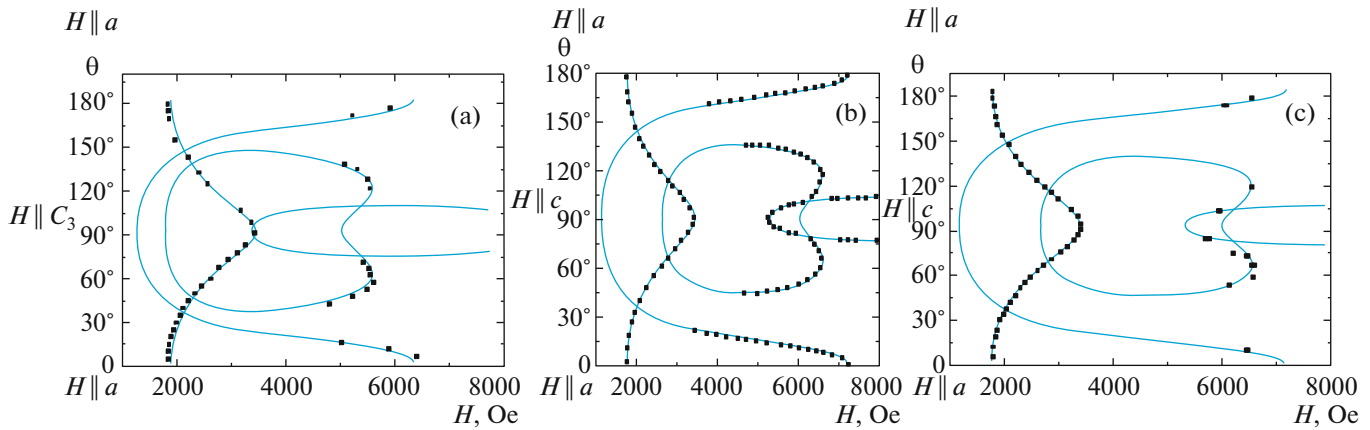 H ∥ a
θ
180°
150°
120°
H ∥ C₃
90°
60°
30°
0
H ∥ a
2000
4000
6000
8000
H, Oe
(a)
H ∥ a
θ
180°
150°
120°
H ∥ c
90°
60°
30°
0
H ∥ a
2000
4000
6000
8000
H, Oe
(b)
H ∥ a
θ
180°
150°
120°
H ∥ c
90°
60°
30°
0
H ∥ a
2000
4000
6000
8000
H, Oe
(c)